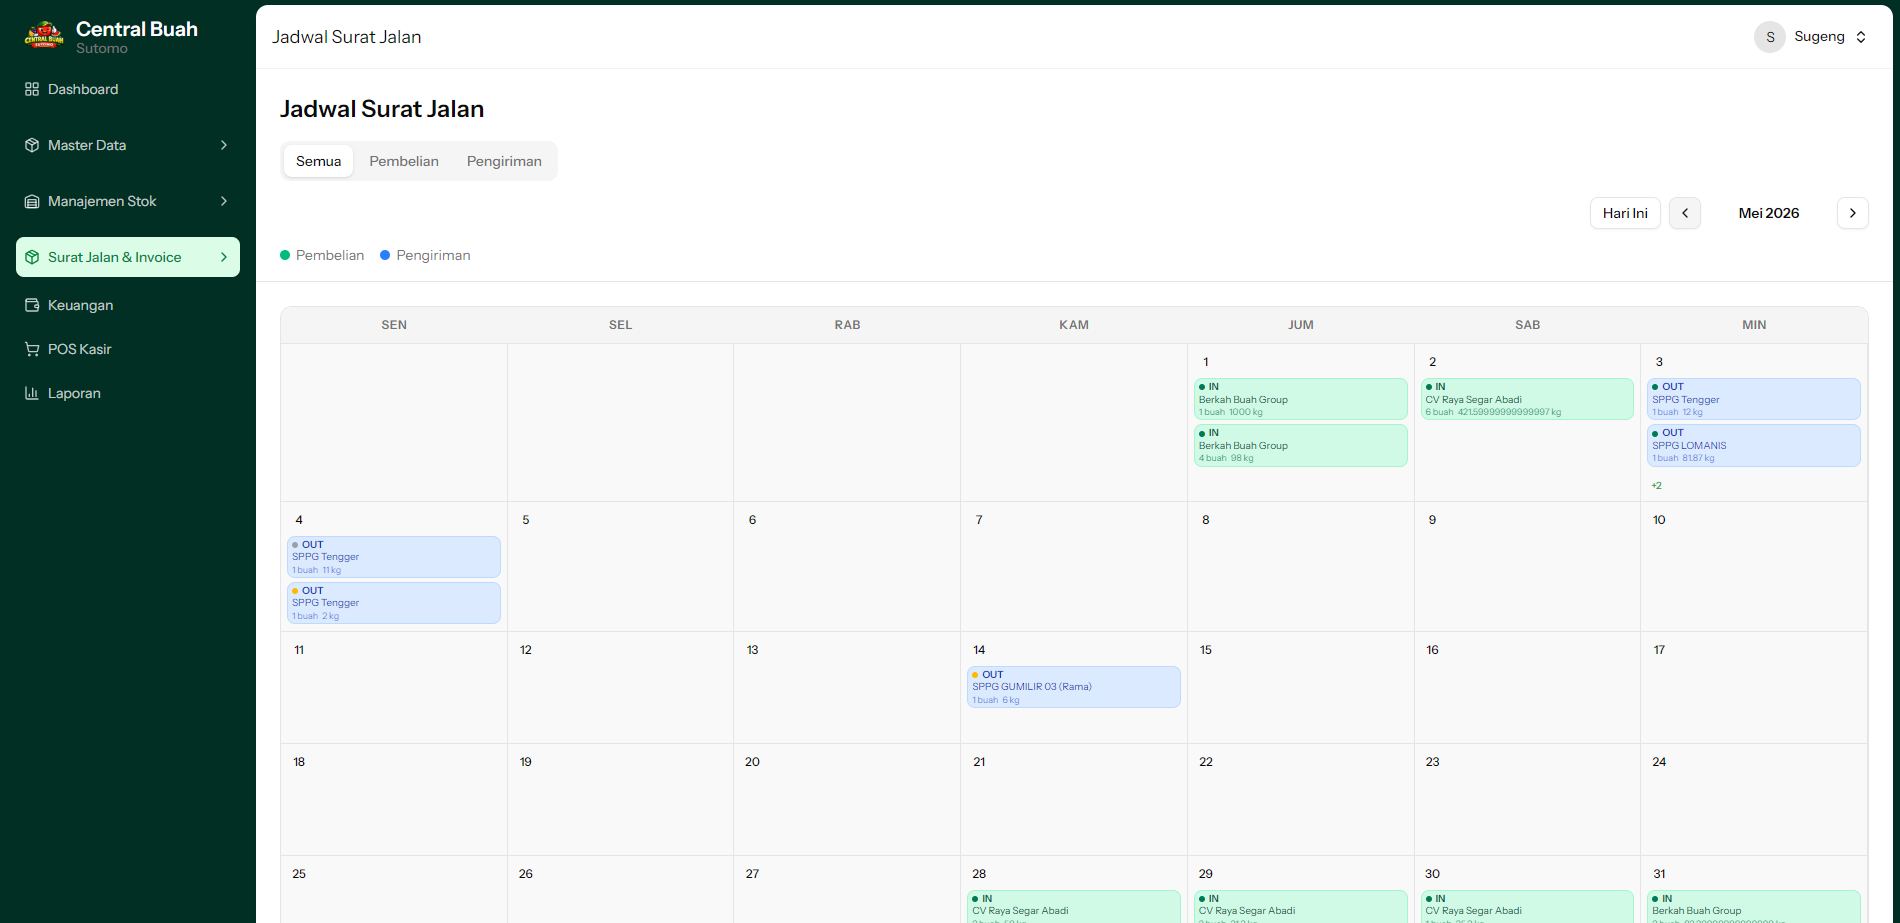 Central Buah
Sutomo
Dashboard
Master Data
Manajemen Stok
Surat Jalan & Invoice
Keuangan
POS Kasir
Laporan
Jadwal Surat Jalan
S Sugeng
Jadwal Surat Jalan
Semua Pembelian Pengiriman
Hari Ini Mei 2026
Pembelian Pengiriman
SEN SEL RAB KAM JUM SAB MIN
1
IN
Berkah Buah Group
1 buah 1000 kg
IN
Berkah Buah Group
4 buah 98 kg
2
IN
CV Raya Segar Abadi
6 buah 421.59999999999997 kg
3
OUT
SPPG Tengger
1 buah 12 kg
OUT
SPPG LOMANIS
1 buah 81.87 kg
+2
4
OUT
SPPG Tengger
1 buah 11 kg
OUT
SPPG Tengger
1 buah 2 kg
5 6 7 8 9 10
11 12 13
14
OUT
SPPG GUMILIR 03 (Rama)
1 buah 6 kg
15 16 17
18 19 20 21 22 23 24
25 26 27
28
IN
CV Raya Segar Abadi
29
IN
CV Raya Segar Abadi
30
IN
CV Raya Segar Abadi
31
IN
Berkah Buah Group